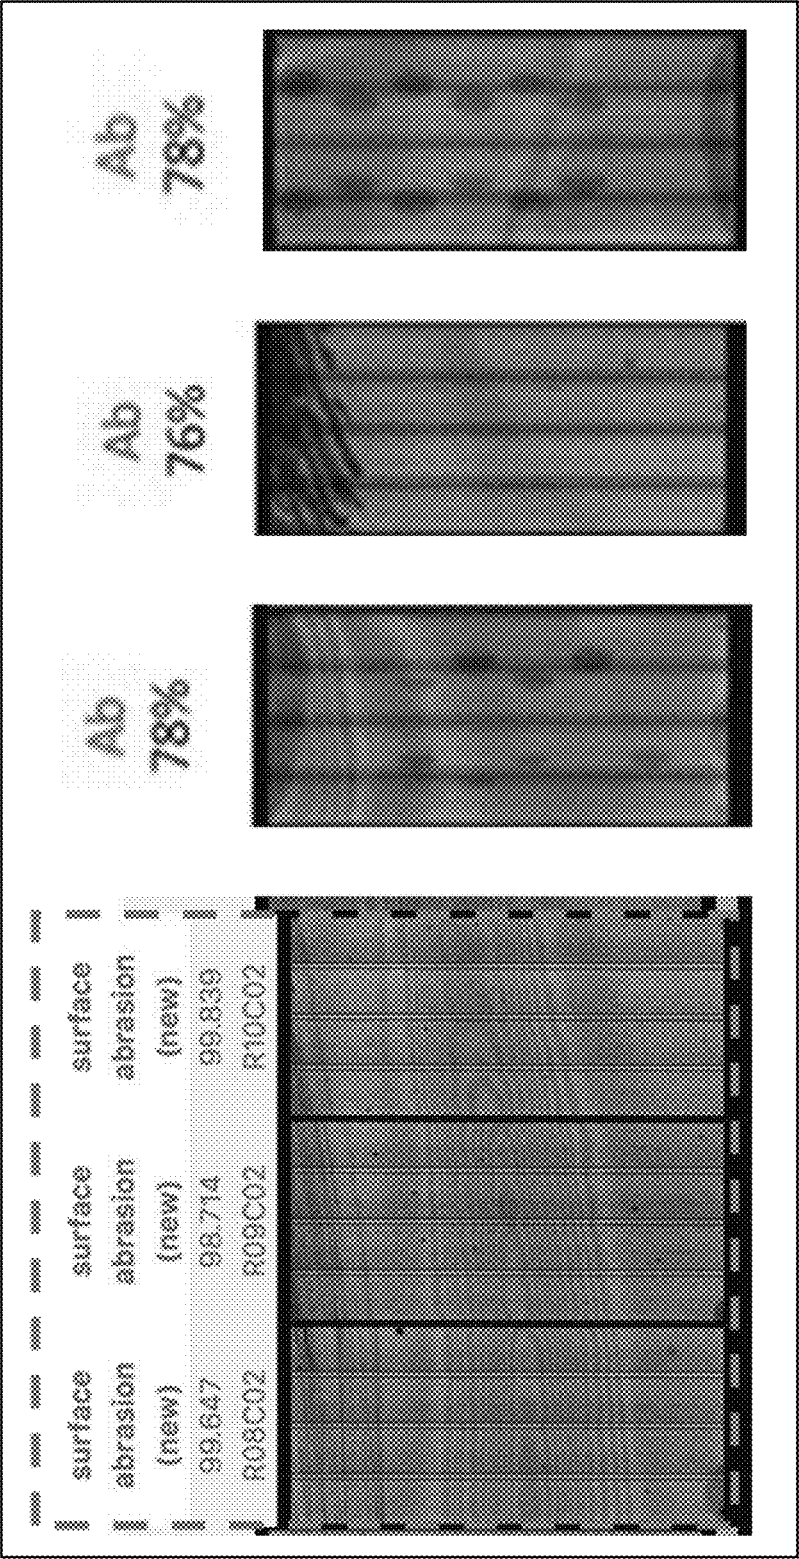 surface
abrasion
(new)
99.647
R08C02
surface
abrasion
(new)
98.714
R09C02
surface
abrasion
(new)
99.839
R10C02
Ab
78%
Ab
76%
Ab
78%